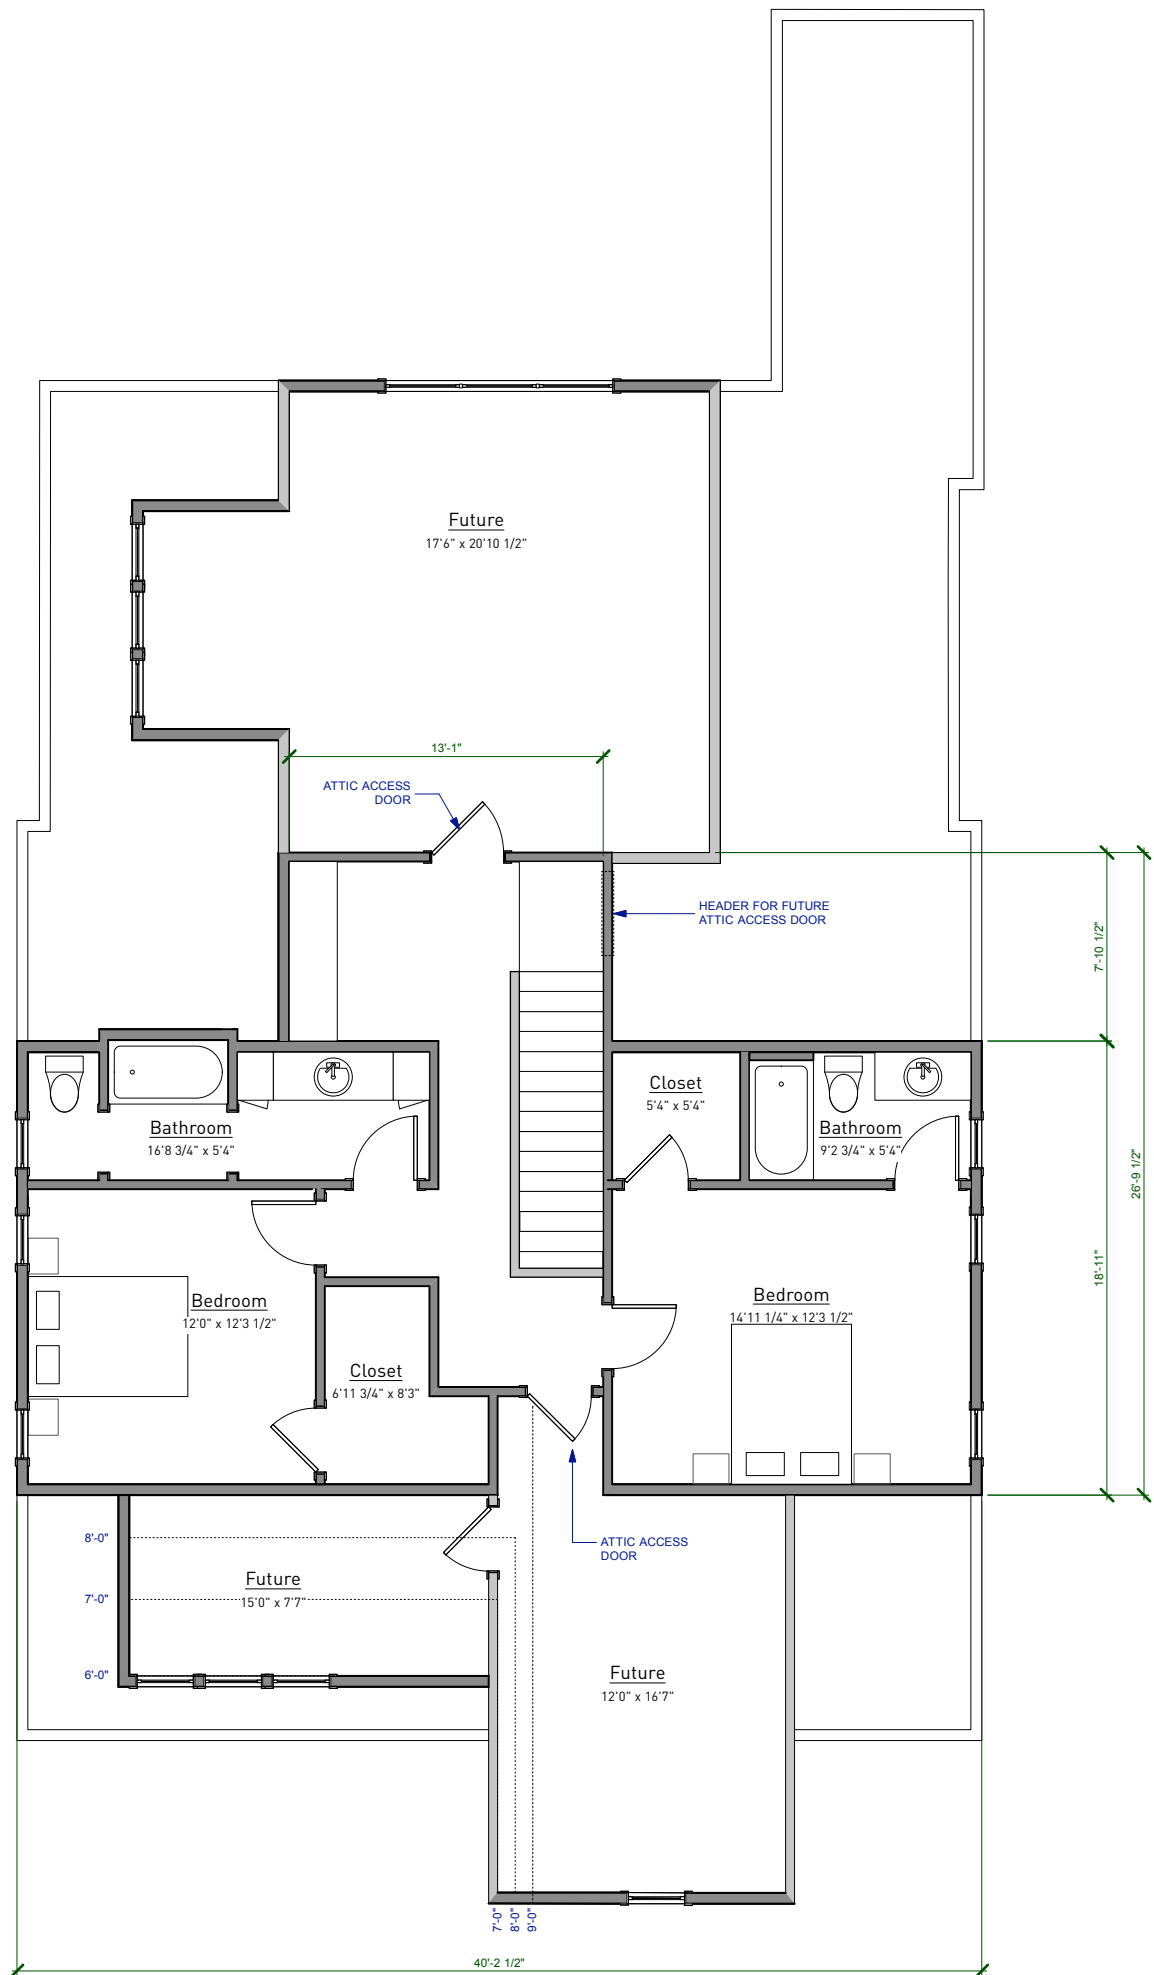 Future
17'6" x 20'10 1/2"
13'-1"
ATTIC ACCESS
DOOR
HEADER FOR FUTURE
ATTIC ACCESS DOOR
7'-10 1/2"
26'-9 1/2"
18'-11"
Closet
5'4" x 5'4"
Bathroom
16'8 3/4" x 5'4"
Bathroom
9'2 3/4" x 5'4"
Bedroom
12'0" x 12'3 1/2"
Bedroom
14'11 1/4" x 12'3 1/2"
Closet
6'11 3/4" x 8'3"
8'-0"
ATTIC ACCESS
DOOR
Future
15'0" x 7'7"
7'-0"
6'-0"
Future
12'0" x 16'7"
7'-0"
8'-0"
9'-0"
40'-2 1/2"